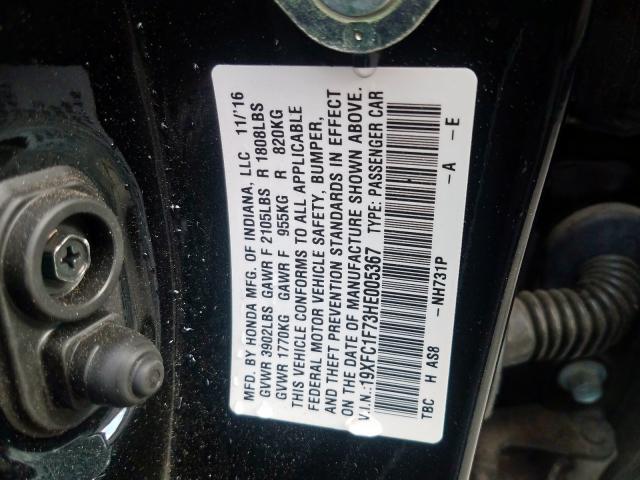 MFD. BY HONDA MFG. OF INDIANA, LLC 11/'16
GVWR 3902LBS GAWR F 2105LBS R 1808LBS
GVWR 1770KG GAWR F 955KG R 820KG
THIS VEHICLE CONFORMS TO ALL APPLICABLE
FEDERAL MOTOR VEHICLE SAFETY, BUMPER,
AND THEFT PREVENTION STANDARDS IN EFFECT
ON THE DATE OF MANUFACTURE SHOWN ABOVE.
V.I.N.:19XFC1F73HE005367 TYPE: PASSENGER CAR
TBC H AS8 -NH731P -A -E